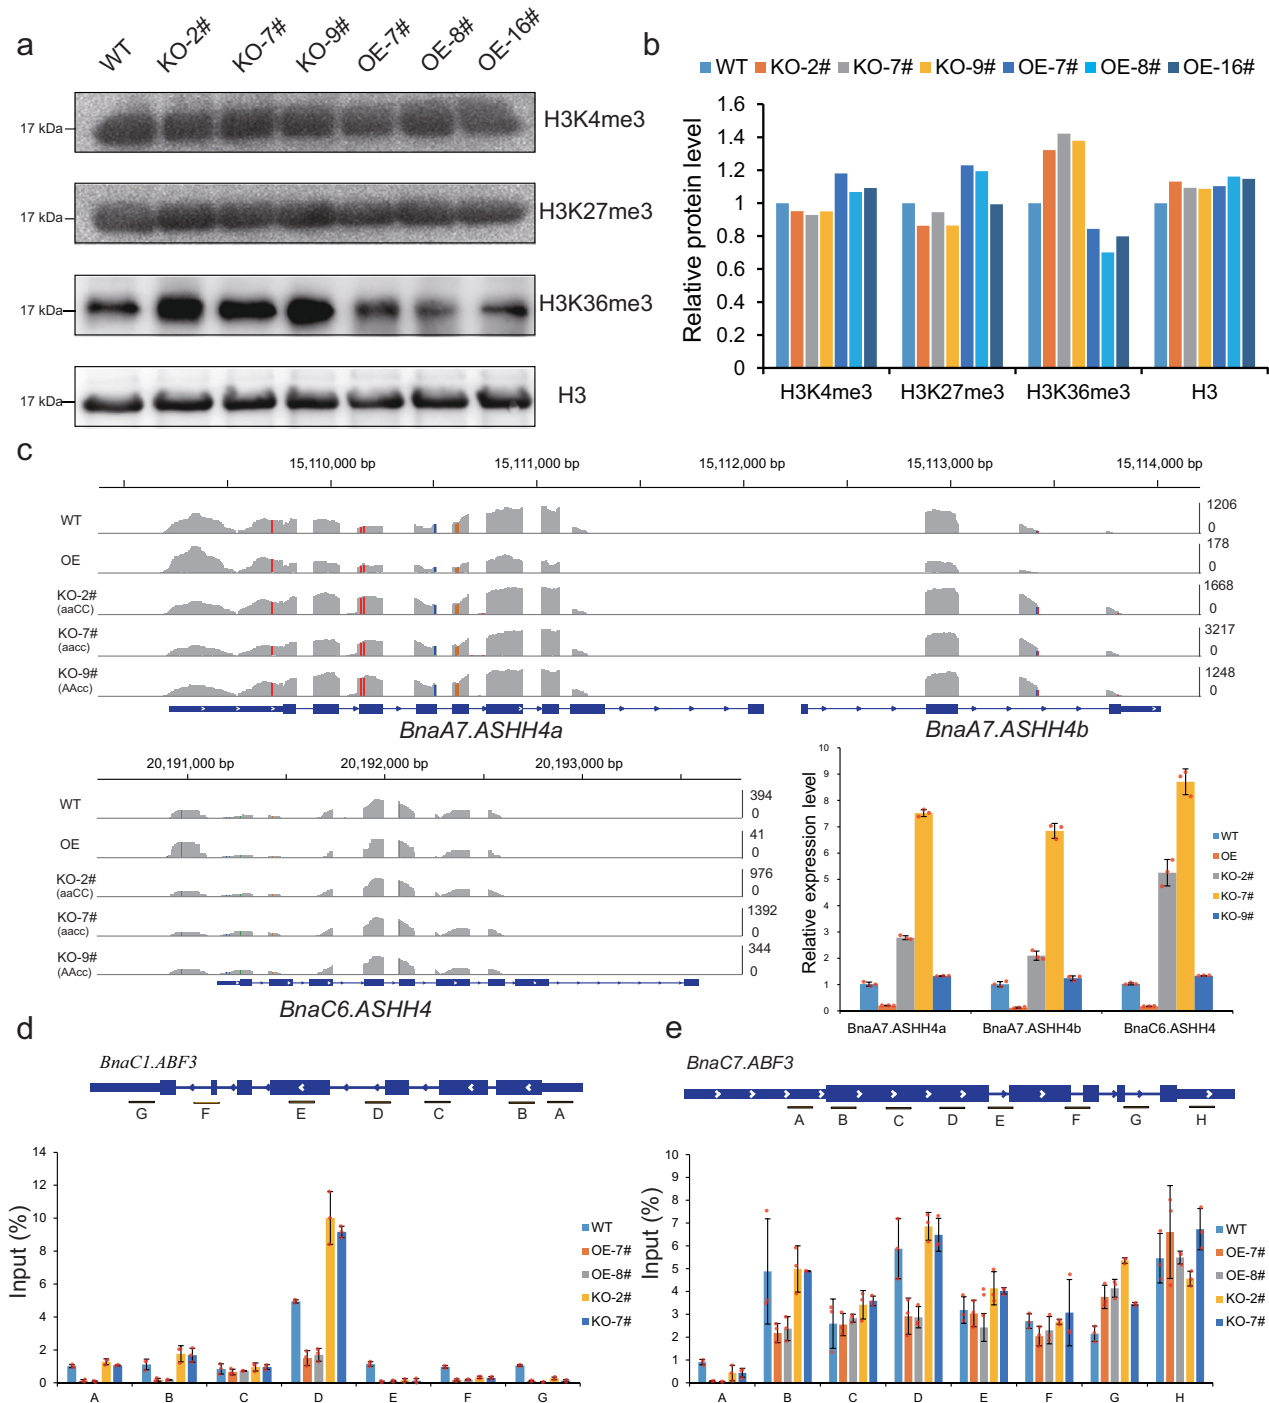 a
WT KO-2# KO-7# KO-9# OE-7# OE-8# OE-16#
17 kDa H3K4me3
17 kDa H3K27me3
17 kDa H3K36me3
17 kDa H3
b
WT KO-2# KO-7# KO-9# OE-7# OE-8# OE-16#
Relative protein level
1.6
1.4
1.2
1
0.8
0.6
0.4
0.2
0
H3K4me3 H3K27me3 H3K36me3 H3
c
15,110,000 bp 15,111,000 bp 15,112,000 bp 15,113,000 bp 15,114,000 bp
WT 1206
0
OE 178
0
KO-2# 1668
(aaCC) 0
KO-7# 3217
(aacc) 0
KO-9# 1248
(AAcc) 0
BnaA7.ASHH4a BnaA7.ASHH4b
20,191,000 bp 20,192,000 bp 20,193,000 bp
WT 394
0
OE 41
0
KO-2# 976
(aaCC) 0
KO-7# 1392
(aacc) 0
KO-9# 344
(AAcc) 0
BnaC6.ASHH4
Relative expression level
10
9
8
7
6
5
4
3
2
1
0
BnaA7.ASHH4a BnaA7.ASHH4b BnaC6.ASHH4
WT
OE
KO-2#
KO-7#
KO-9#
d
BnaC1.ABF3
G F E D C B A
Input (%)
14
12
10
8
6
4
2
0
A B C D E F G
WT
OE-7#
OE-8#
KO-2#
KO-7#
e
BnaC7.ABF3
A B C D E F G H
Input (%)
10
9
8
7
6
5
4
3
2
1
0
A B C D E F G H
WT
OE-7#
OE-8#
KO-2#
KO-7#